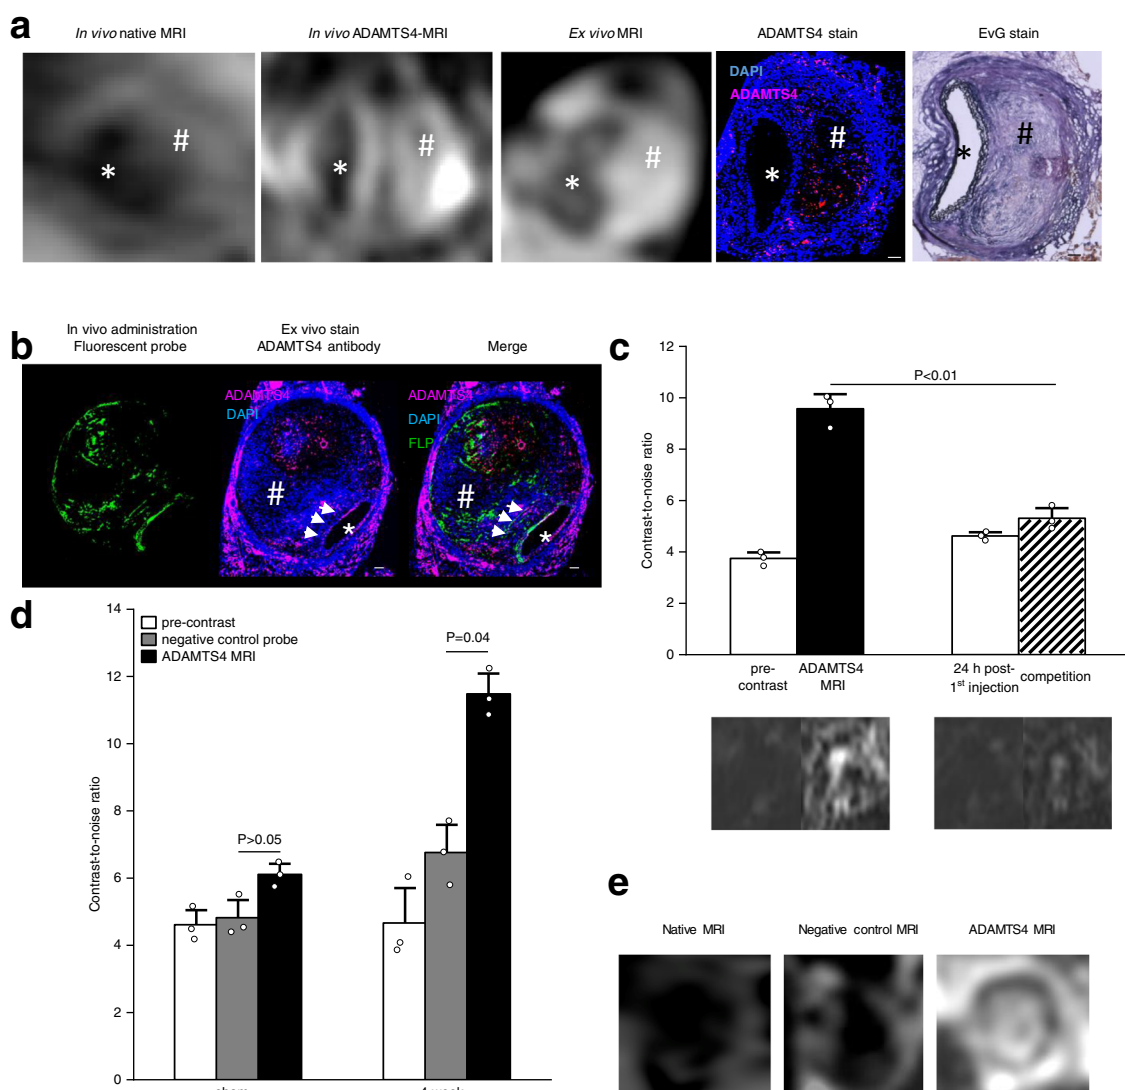 a
In vivo native MRI
In vivo ADAMTS4-MRI
Ex vivo MRI
ADAMTS4 stain
EvG stain
#
*
#
*
#
*
DAPI
ADAMTS4
#
*
#
*
b
In vivo administration
Fluorescent probe
Ex vivo stain
ADAMTS4 antibody
Merge
ADAMTS4
DAPI
#
*
ADAMTS4
DAPI
FLP
#
*
c
12
10
8
6
4
2
0
Contrast-to-noise ratio
P<0.01
pre-
contrast
ADAMTS4
MRI
24 h post-
1st injection
competition
d
14
12
10
8
6
4
2
0
Contrast-to-noise ratio
pre-contrast
negative control probe
ADAMTS4 MRI
P>0.05
P=0.04
e
Native MRI
Negative control MRI
ADAMTS4 MRI